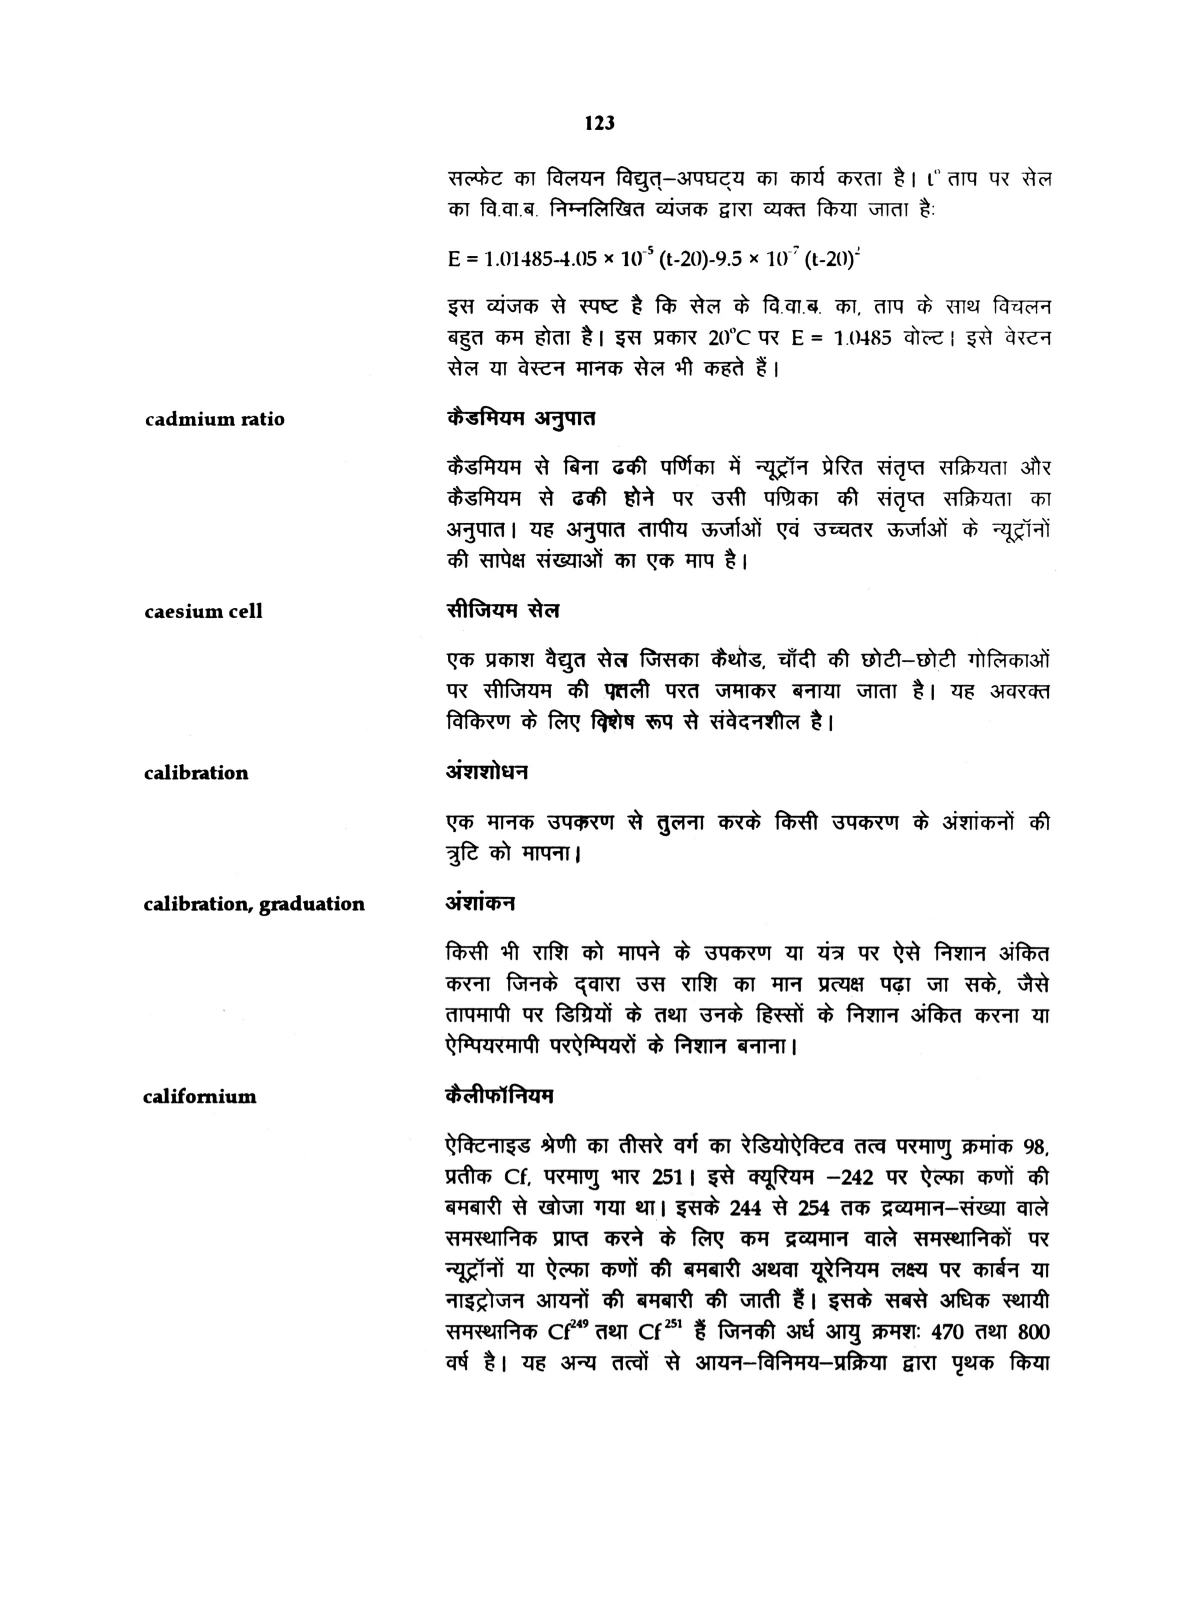 123
सल्फेट का विलयन विद्युत्–अपघट्य का कार्य करता है। t° ताप पर सेल
का वि.वा.ब. निम्नलिखित व्यंजक द्वारा व्यक्त किया जाता हैः
E = 1.01485-4.05 × 10⁻⁵ (t-20)-9.5 × 10⁻⁷ (t-20)²
इस व्यंजक से स्पष्ट है कि सेल के वि.वा.ब. का, ताप के साथ विचलन
बहुत कम होता है। इस प्रकार 20°C पर E = 1.0485 वोल्ट। इसे वेस्टन
सेल या वेस्टन मानक सेल भी कहते हैं।
cadmium ratio कैडमियम अनुपात
कैडमियम से बिना ढकी पर्णिका में न्यूट्रॉन प्रेरित संतृप्त सक्रियता और
कैडमियम से ढकी होने पर उसी पण्रिका की संतृप्त सक्रियता का
अनुपात। यह अनुपात तापीय ऊर्जाओं एवं उच्चतर ऊर्जाओं के न्यूट्रॉनों
की सापेक्ष संख्याओं का एक माप है।
caesium cell सीजियम सेल
एक प्रकाश वैद्युत सेल जिसका कैथोड, चाँदी की छोटी–छोटी गोलिकाओं
पर सीजियम की पतली परत जमाकर बनाया जाता है। यह अवरक्त
विकिरण के लिए विशेष रूप से संवेदनशील है।
calibration अंशशोधन
एक मानक उपकरण से तुलना करके किसी उपकरण के अंशांकनों की
त्रुटि को मापना।
calibration, graduation अंशांकन
किसी भी राशि को मापने के उपकरण या यंत्र पर ऐसे निशान अंकित
करना जिनके द्वारा उस राशि का मान प्रत्यक्ष पढ़ा जा सके, जैसे
तापमापी पर डिग्रियों के तथा उनके हिस्सों के निशान अंकित करना या
ऐम्पियरमापी परऐम्पियरों के निशान बनाना।
californium कैलीफॉनियम
ऐक्टिनाइड श्रेणी का तीसरे वर्ग का रेडियोऐक्टिव तत्व परमाणु क्रमांक 98,
प्रतीक Cf, परमाणु भार 251। इसे क्यूरियम –242 पर ऐल्फा कणों की
बमबारी से खोजा गया था। इसके 244 से 254 तक द्रव्यमान–संख्या वाले
समस्थानिक प्राप्त करने के लिए कम द्रव्यमान वाले समस्थानिकों पर
न्यूट्रॉनों या ऐल्फा कणों की बमबारी अथवा यूरेनियम लक्ष्य पर कार्बन या
नाइट्रोजन आयनों की बमबारी की जाती हैं। इसके सबसे अधिक स्थायी
समस्थानिक Cf²⁴⁹ तथा Cf²⁵¹ हैं जिनकी अर्ध आयु क्रमशः 470 तथा 800
वर्ष है। यह अन्य तत्वों से आयन–विनिमय–प्रक्रिया द्वारा पृथक किया